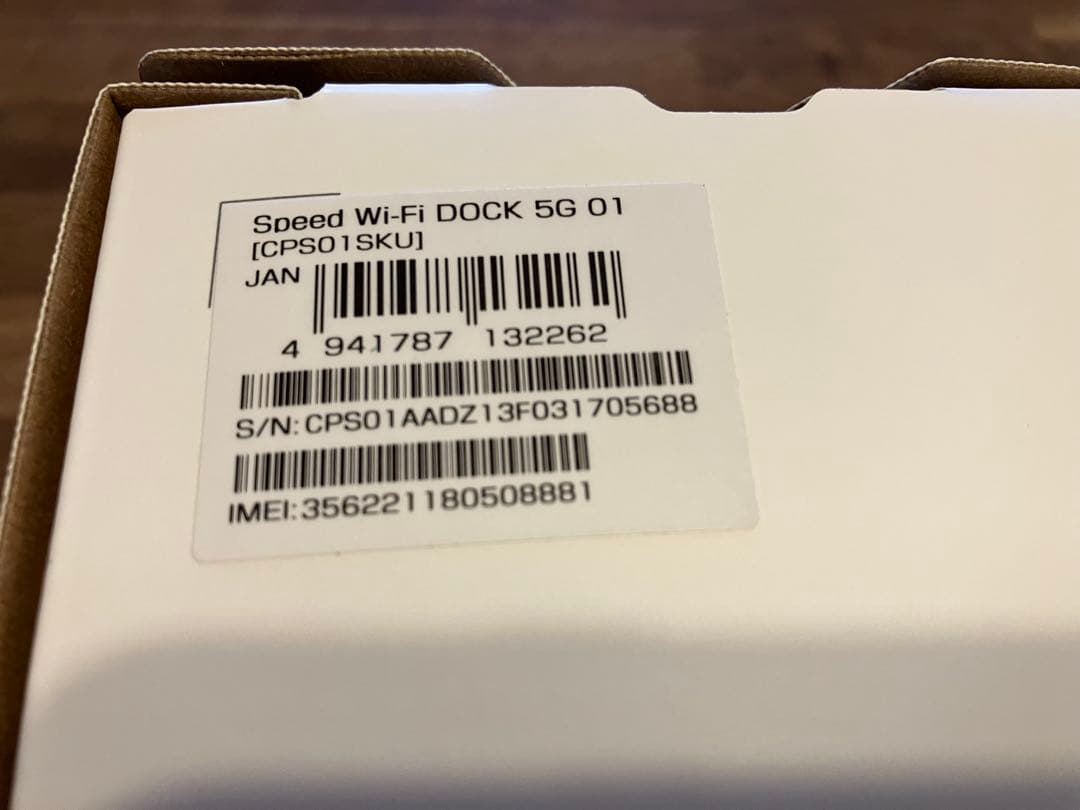 Speed Wi-Fi DOCK 5G 01
[CPS01SKU]
JAN
4 941787 132262
S/N:CPS01AADZ13F031705688
IMEI:356221180508881